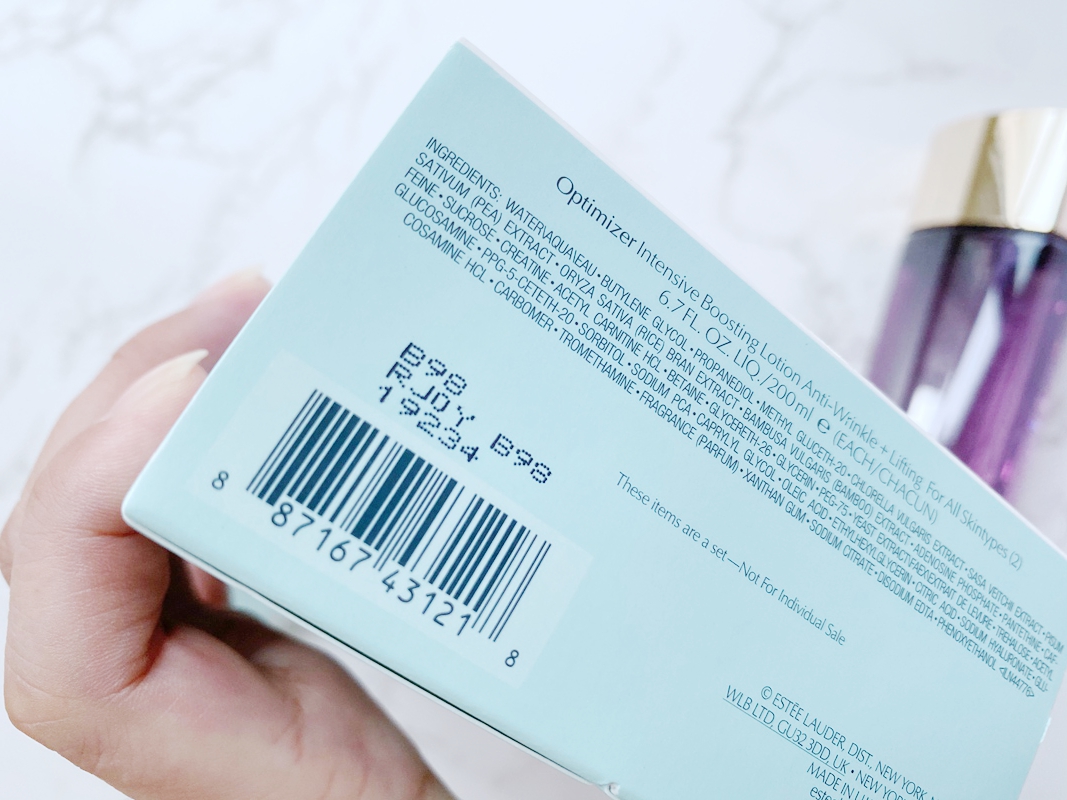 Optimizer Intensive Boosting Lotion Anti-Wrinkle + Lifting For All Skintypes (2)
6.7 FL. OZ. LIQ./200 ml ℮ (EACH/CHACUN)
INGREDIENTS: WATER\AQUA\EAU • BUTYLENE GLYCOL • PROPANEDIOL • METHYL GLUCETH-20 • CHLORELLA VULGARIS EXTRACT • SASA VEITCHII EXTRACT • PISUM
SATIVUM (PEA) EXTRACT • ORYZA SATIVA (RICE) BRAN EXTRACT • BAMBUSA VULGARIS (BAMBOO) EXTRACT • ADENOSINE PHOSPHATE • PANTETHINE • CAF-
FEINE • SUCROSE • CREATINE • ACETYL CARNITINE HCL • BETAINE • GLYCERETH-26 • GLYCERIN • PEG-75 • YEAST EXTRACT\FAEX\EXTRAIT DE LEVURE • TREHALOSE • ACETYL
GLUCOSAMINE • PPG-5-CETETH-20 • SORBITOL • SODIUM PCA • CAPRYLYL GLYCOL • OLEIC ACID • ETHYLHEXYLGLYCERIN • CITRIC ACID • SODIUM HYALURONATE • GLU-
COSAMINE HCL • CARBOMER • TROMETHAMINE • FRAGRANCE (PARFUM) • XANTHAN GUM • SODIUM CITRATE • DISODIUM EDTA • PHENOXYETHANOL <ILN44776>
These items are a set—Not For Individual Sale
B98
RJ0Y B98
19234
8 87167 43121 8
© ESTĒE LAUDER, DIST., NEW YORK
WLB LTD, GU32 3DD, UK • NEW YORK
MADE IN